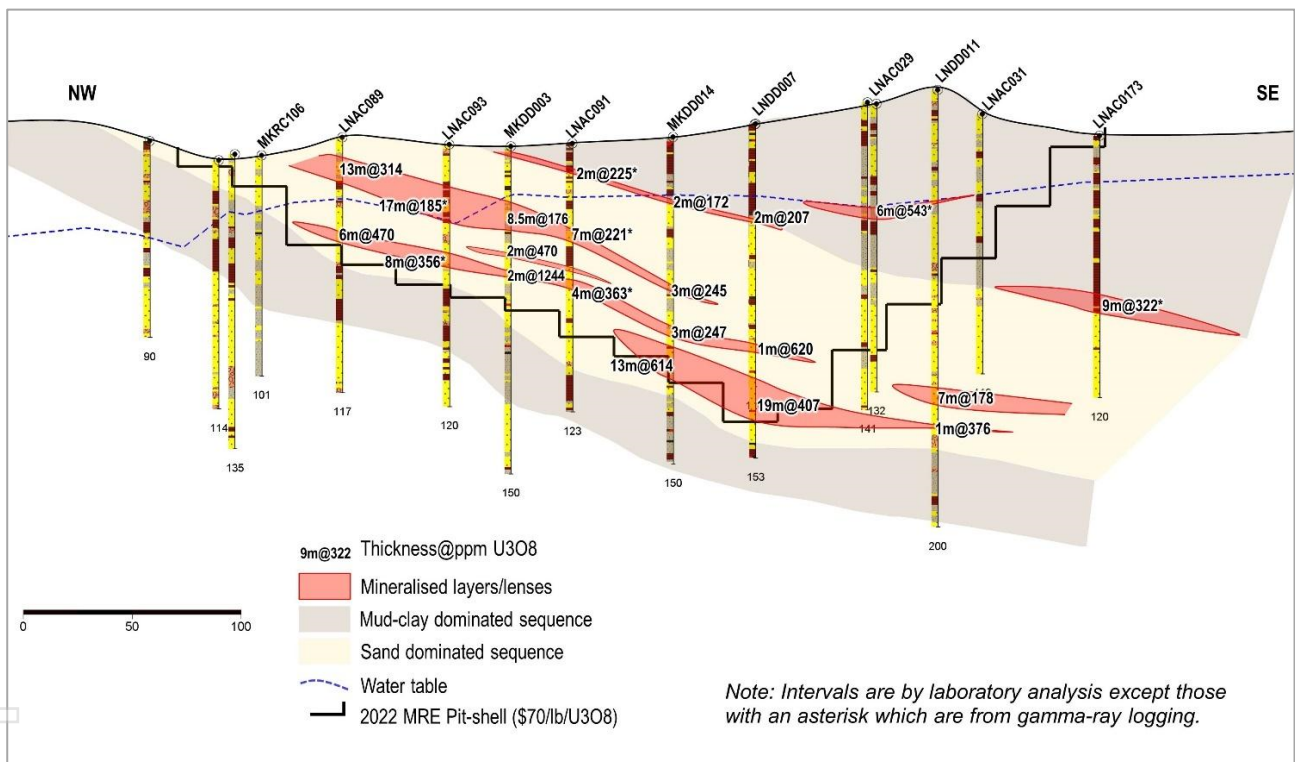 NW
SE
MKRC106
LNAC089
LNAC093
MKDD003
LNAC091
MKDD014
LNDD007
LNAC029
LNDD011
LNAC031
LNAC0173
13m@314
17m@185*
6m@470
8m@356*
2m@225*
8.5m@176
7m@221*
2m@470
2m@1244
4m@363*
2m@172
3m@245
3m@247
13m@614
2m@207
1m@620
19m@407
6m@543*
7m@178
1m@376
9m@322*
90
114
135
101
117
120
150
123
150
153
141
132
200
120
9m@322 Thickness@ppm U3O8
Mineralised layers/lenses
Mud-clay dominated sequence
Sand dominated sequence
Water table
2022 MRE Pit-shell ($70/lb/U3O8)
0 50 100
Note: Intervals are by laboratory analysis except those
with an asterisk which are from gamma-ray logging.